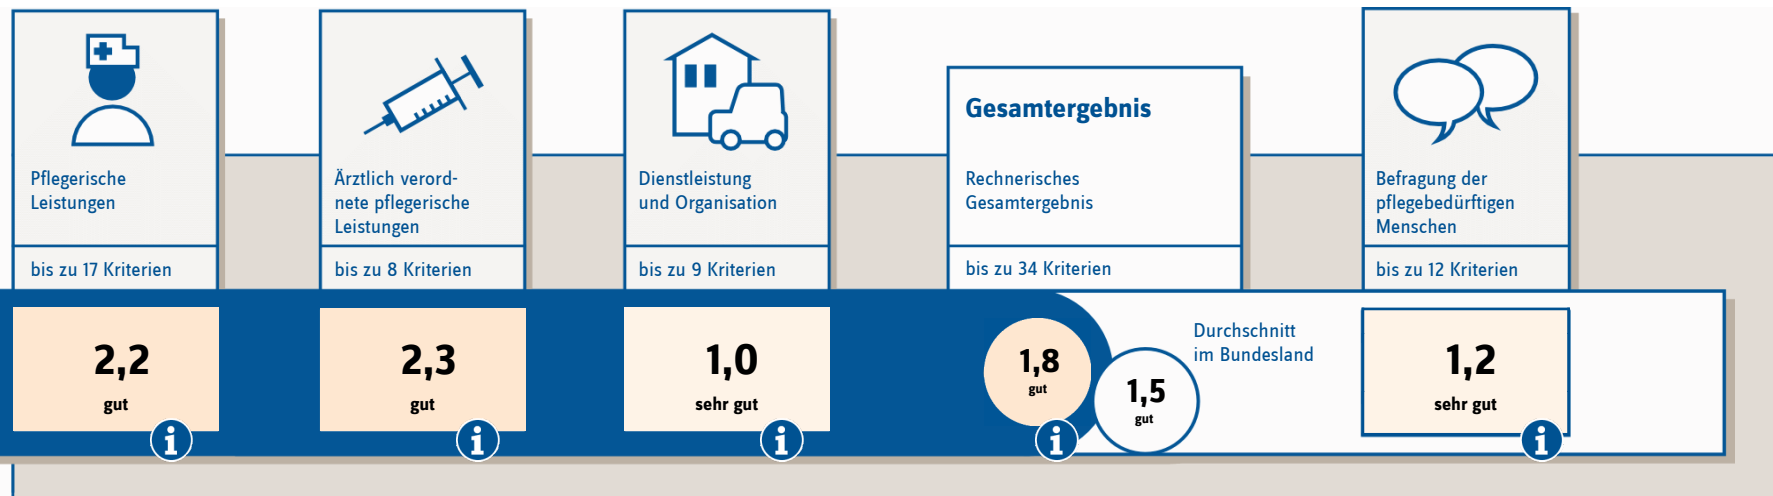 Pflegerische
Leistungen
bis zu 17 Kriterien
2,2
gut
i
Ärztlich verord-
nete pflegerische
Leistungen
bis zu 8 Kriterien
2,3
gut
i
Dienstleistung
und Organisation
bis zu 9 Kriterien
1,0
sehr gut
i
Gesamtergebnis
Rechnerisches
Gesamtergebnis
bis zu 34 Kriterien
1,8
gut
i
1,5
gut
Durchschnitt
im Bundesland
Befragung der
pflegebedürftigen
Menschen
bis zu 12 Kriterien
1,2
sehr gut
i